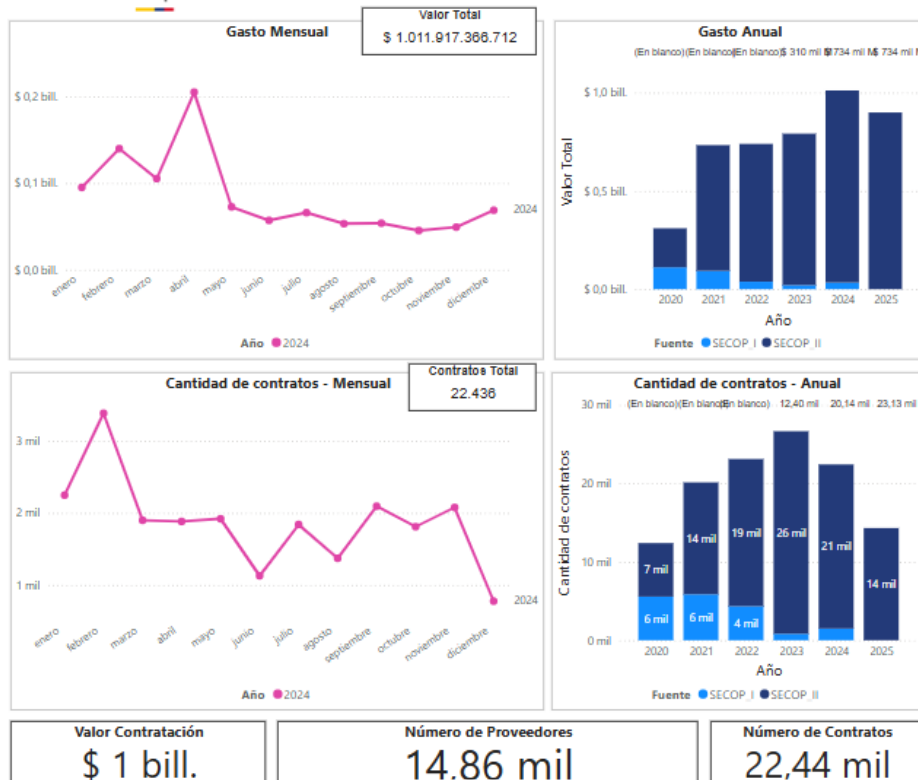 Valor Total
$ 1.011.917.366.712
Gasto Mensual
$ 0,2 bill.
$ 0,1 bill.
$ 0,0 bill.
enero
febrero
marzo
abril
mayo
junio
julio
agosto
septiembre
octubre
noviembre
diciembre
2024
Año 2024
Gasto Anual
(En blanco) (En blanco) (En blanco) $ 310 mil $ 734 mil M. $ 734 mil
Valor Total
$ 1,0 bill.
$ 0,5 bill.
$ 0,0 bill.
2020 2021 2022 2023 2024 2025
Año
Fuente SECOP_I SECOP_II
Contratos Total
22.436
Cantidad de contratos - Mensual
3 mil
2 mil
1 mil
enero
febrero
marzo
abril
mayo
junio
julio
agosto
septiembre
octubre
noviembre
diciembre
2024
Año 2024
Cantidad de contratos - Anual
(En blanco) (En blanco) (En blanco) 12,40 mil 20,14 mil 23,13 mil
Cantidad de contratos
30 mil
20 mil
10 mil
0 mil
7 mil 14 mil 19 mil 26 mil 21 mil 14 mil
6 mil 6 mil 4 mil
2020 2021 2022 2023 2024 2025
Año
Fuente SECOP_I SECOP_II
Valor Contratación
$ 1 bill.
Número de Proveedores
14,86 mil
Número de Contratos
22,44 mil